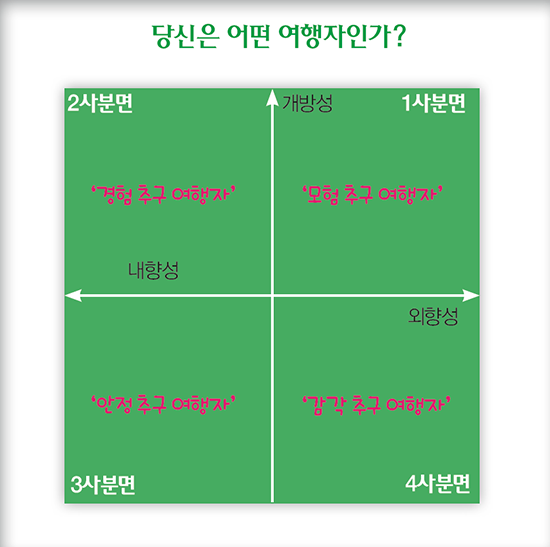 당신은 어떤 여행자인가?
2사분면
개방성
1사분면
‘경험 추구 여행자’
‘모험 추구 여행자’
내향성
외향성
‘안정 추구 여행자’
‘감각 추구 여행자’
3사분면
4사분면